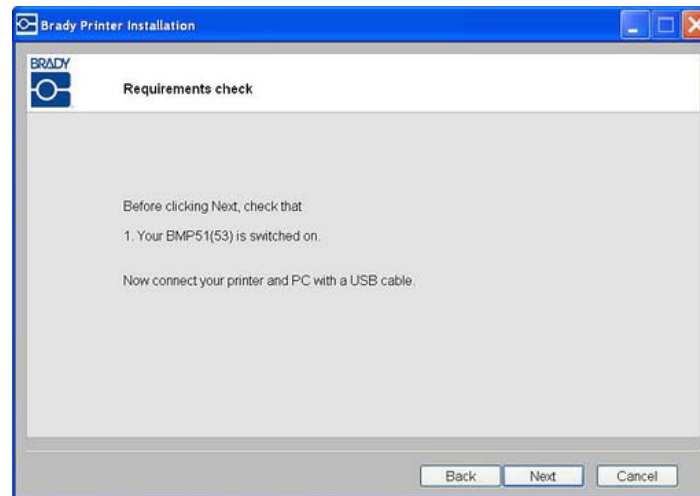 Brady Printer Installation
BRADY
Requirements check
Before clicking Next, check that
1. Your BMP51(53) is switched on.
Now connect your printer and PC with a USB cable.
Back Next Cancel